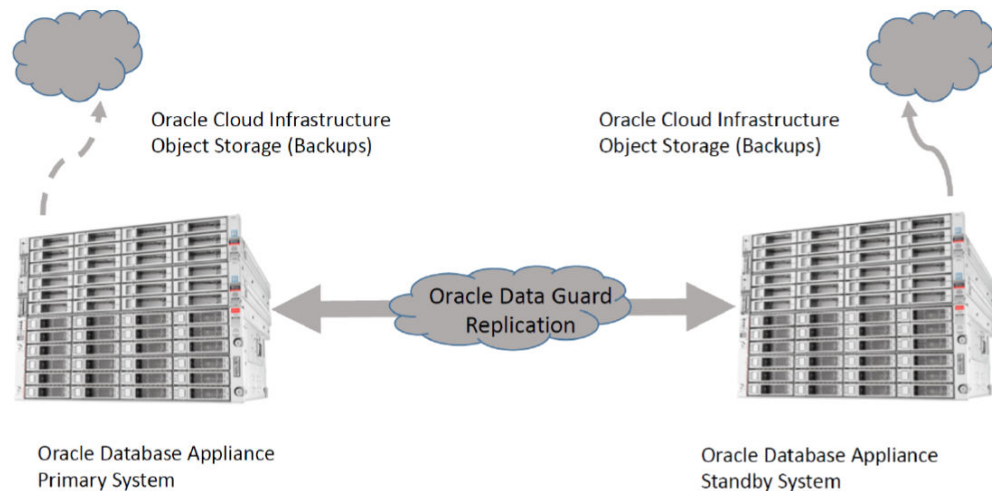 Oracle Cloud Infrastructure
Object Storage (Backups)
Oracle Cloud Infrastructure
Object Storage (Backups)
Oracle Data Guard
Replication
Oracle Database Appliance
Primary System
Oracle Database Appliance
Standby System